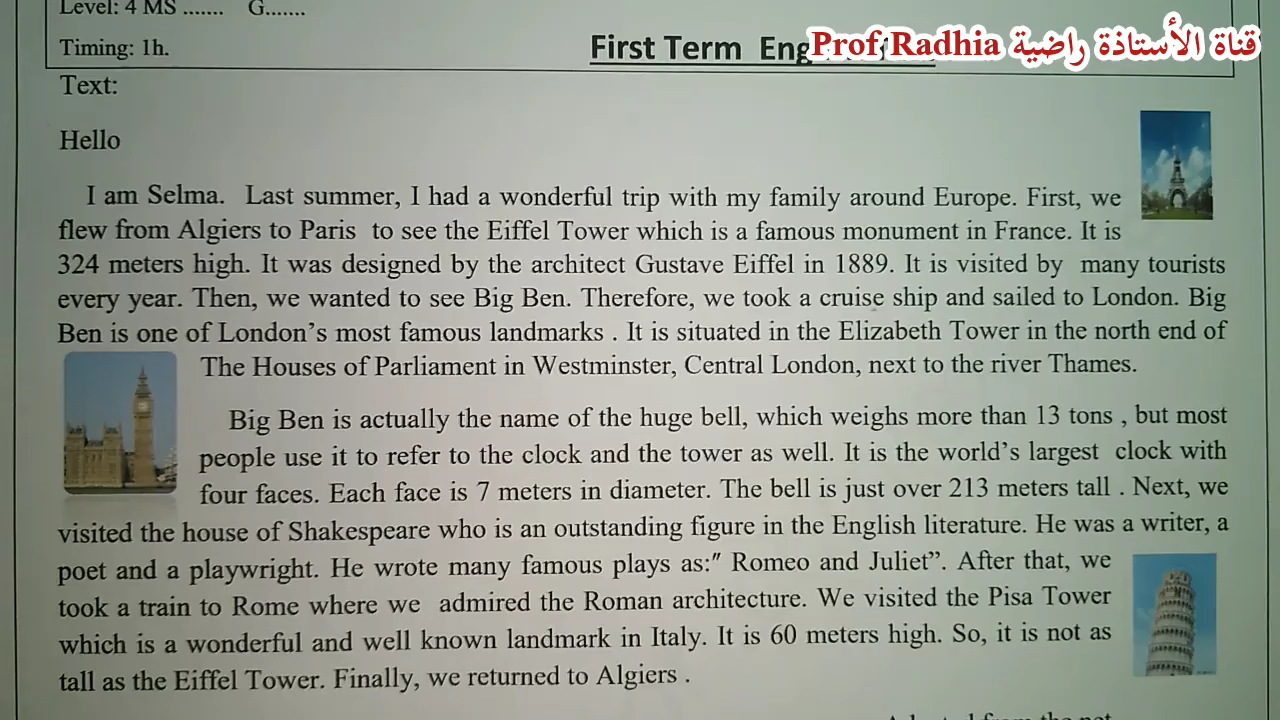 Level: 4 MS ....... G.......
Prof Radhia قناة الأستاذة راضية
Timing: 1h.
First Term Eng
Text:
Hello
I am Selma. Last summer, I had a wonderful trip with my family around Europe. First, we
flew from Algiers to Paris to see the Eiffel Tower which is a famous monument in France. It is
324 meters high. It was designed by the architect Gustave Eiffel in 1889. It is visited by many tourists
every year. Then, we wanted to see Big Ben. Therefore, we took a cruise ship and sailed to London. Big
Ben is one of London's most famous landmarks . It is situated in the Elizabeth Tower in the north end of
The Houses of Parliament in Westminster, Central London, next to the river Thames.
Big Ben is actually the name of the huge bell, which weighs more than 13 tons , but most
people use it to refer to the clock and the tower as well. It is the world's largest clock with
four faces. Each face is 7 meters in diameter. The bell is just over 213 meters tall . Next, we
visited the house of Shakespeare who is an outstanding figure in the English literature. He was a writer, a
poet and a playwright. He wrote many famous plays as:″ Romeo and Juliet”. After that, we
took a train to Rome where we admired the Roman architecture. We visited the Pisa Tower
which is a wonderful and well known landmark in Italy. It is 60 meters high. So, it is not as
tall as the Eiffel Tower. Finally, we returned to Algiers .